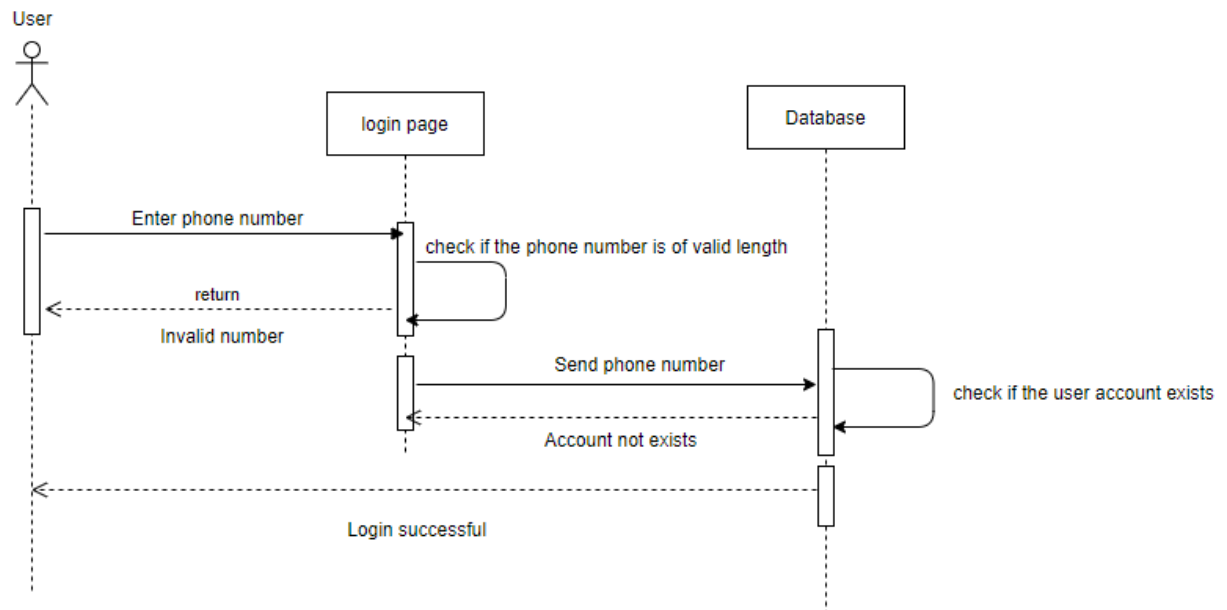 User
login page
Database
Enter phone number
check if the phone number is of valid length
return
Invalid number
Send phone number
check if the user account exists
Account not exists
Login successful